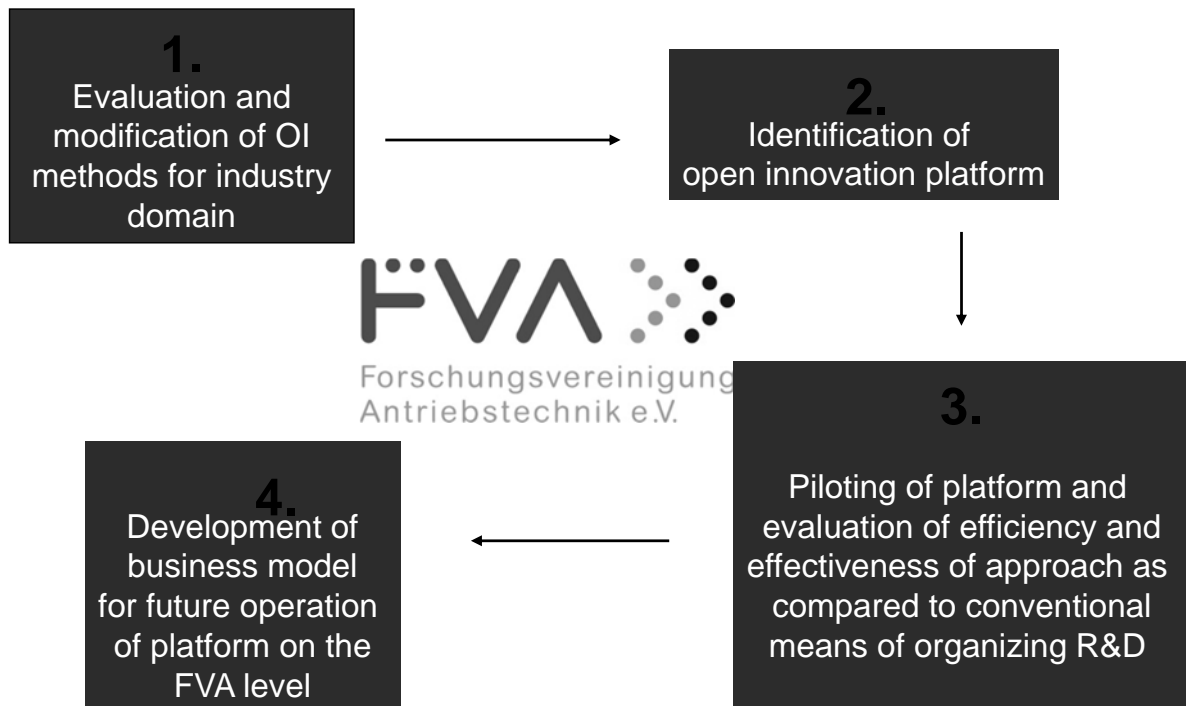 1.
Evaluation and
modification of OI
methods for industry
domain
2.
Identification of
open innovation platform
FVA
Forschungsvereinigung
Antriebstechnik e.V.
3.
Piloting of platform and
evaluation of efficiency and
effectiveness of approach as
compared to conventional
means of organizing R&D
4.
Development of
business model
for future operation
of platform on the
FVA level